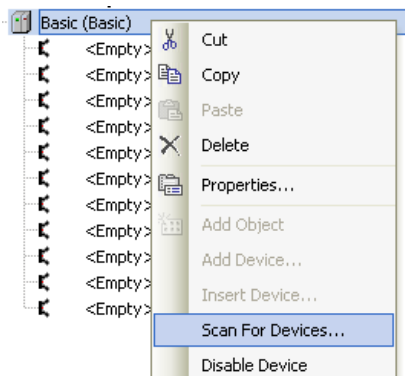 Basic (Basic)
<Empty>
<Empty>
<Empty>
<Empty>
<Empty>
<Empty>
<Empty>
<Empty>
<Empty>
<Empty>
<Empty>
Cut
Copy
Paste
Delete
Properties...
Add Object
Add Device...
Insert Device...
Scan For Devices...
Disable Device